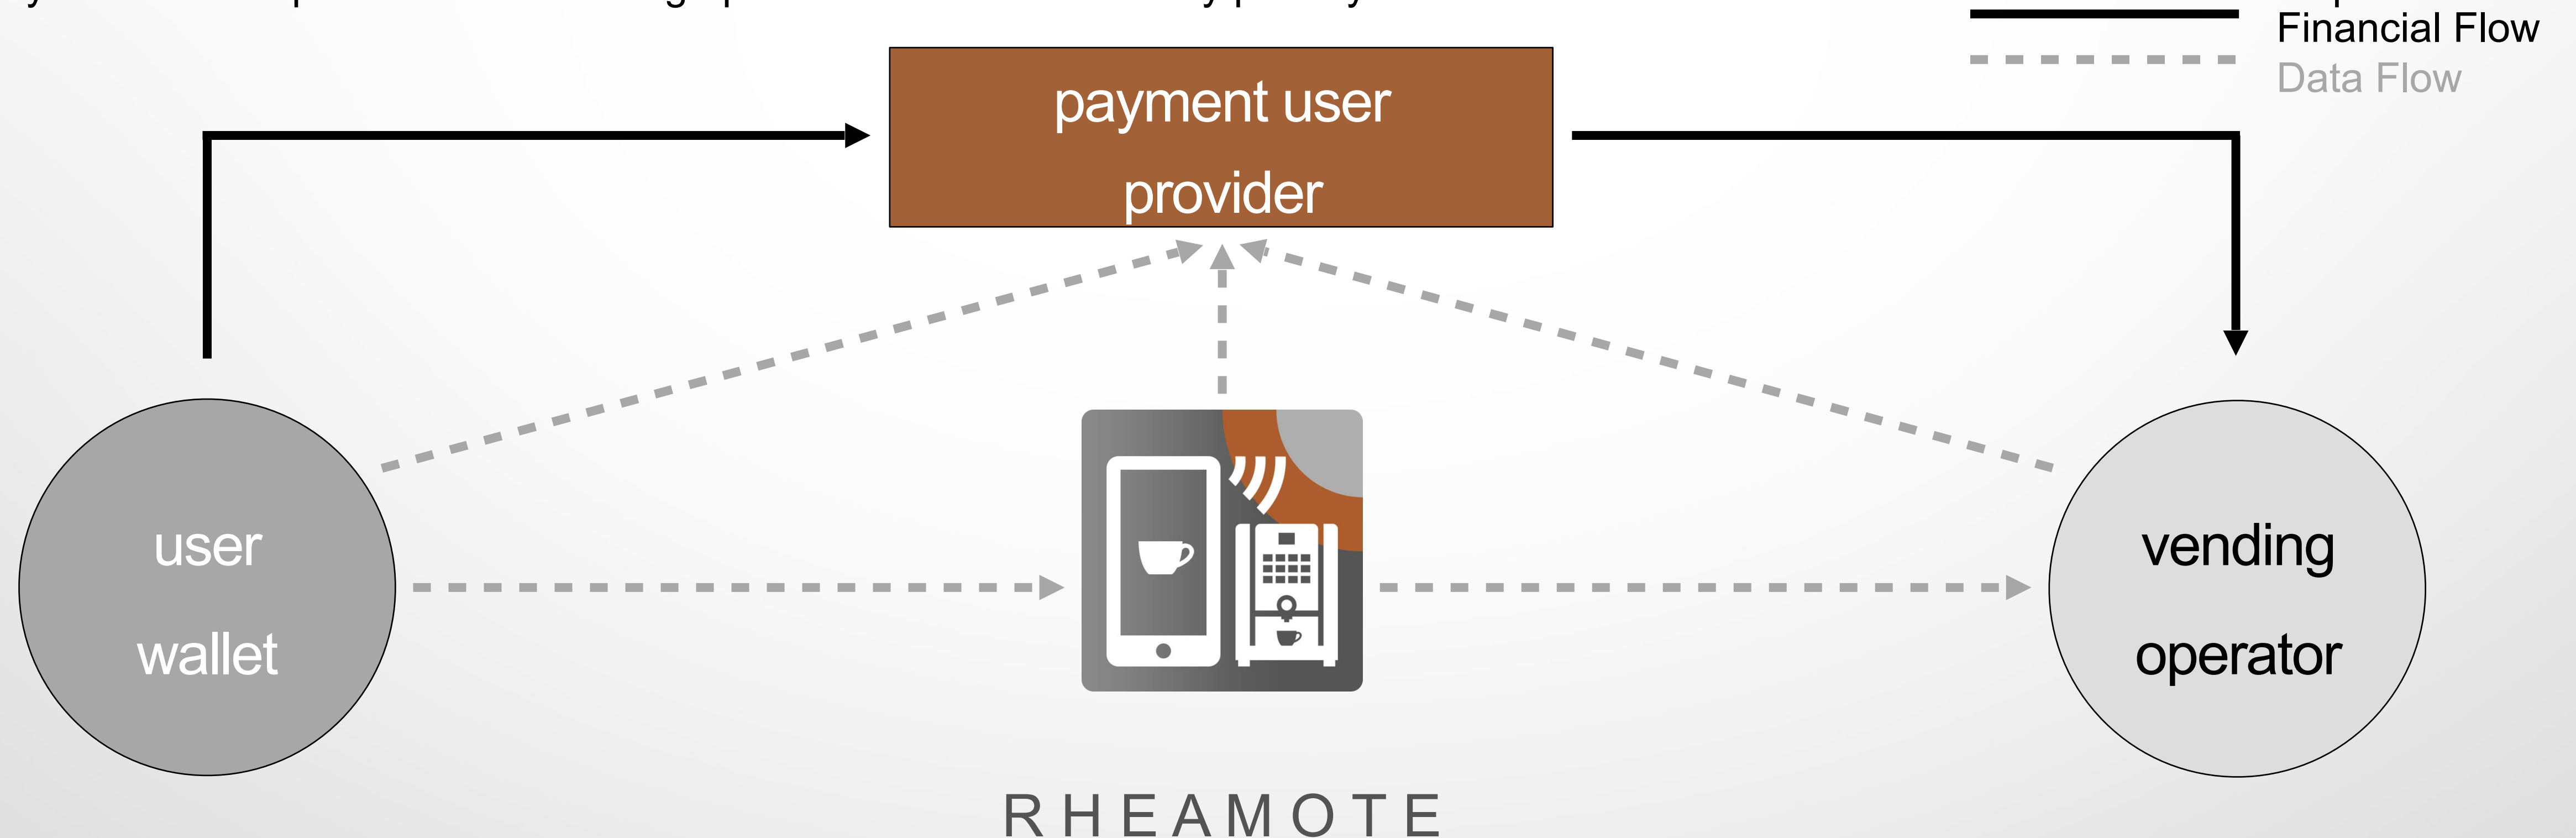 Financial Flow
Data Flow
payment user
provider
user
wallet
vending
operator
RHEAMOTE